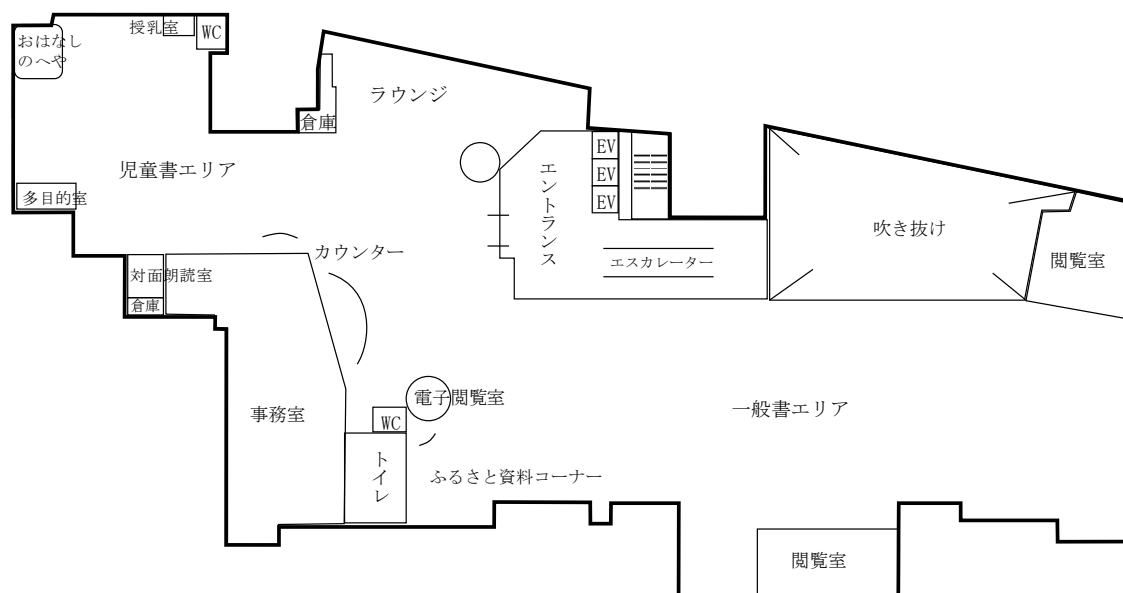 授乳室
WC
おはなし
のへや
ラウンジ
倉庫
児童書エリア
多目的室
エントランス
EV
EV
EV
吹き抜け
カウンター
エスカレーター
閲覧室
対面朗読室
倉庫
電子閲覧室
一般書エリア
事務室
WC
トイレ
ふるさと資料コーナー
閲覧室